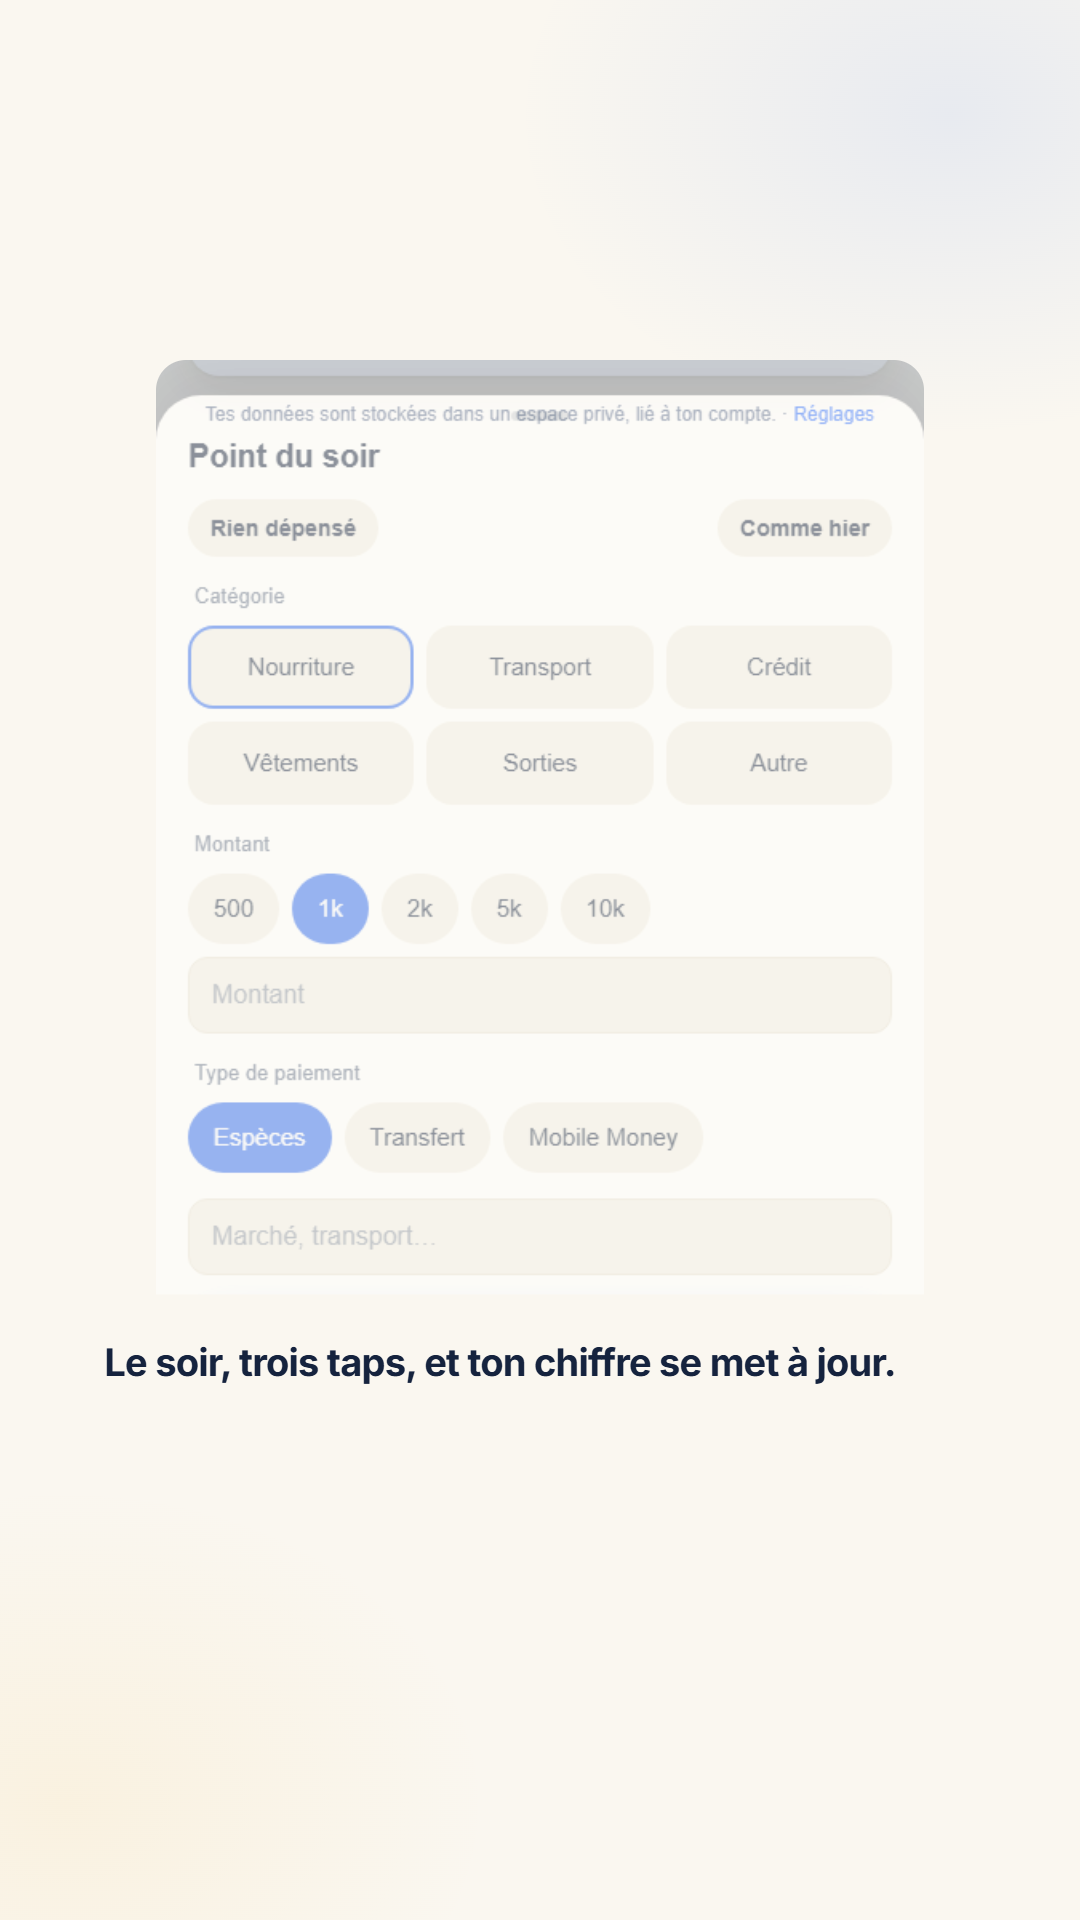 Tes données sont stockées dans un espace privé, lié à ton compte. · Réglages
Point du soir
Rien dépensé
Comme hier
Catégorie
Nourriture
Transport
Crédit
Vêtements
Sorties
Autre
Montant
500
1k
2k
5k
10k
Montant
Type de paiement
Espèces
Transfert
Mobile Money
Marché, transport...
Le soir, trois taps, et ton chiffre se met à jour.